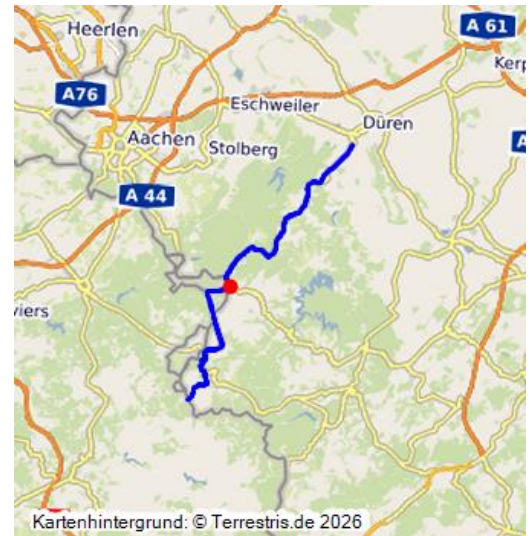 Heerlen
A 61
Kerp
A76
Eschweiler
Düren
Aachen
Stolberg
A
A 44
viers
Kartenhintergrund: © Terrestris.de 2026